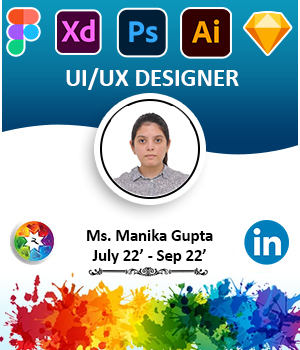 Xd Ps Ai
UI/UX DESIGNER
Ms. Manika Gupta
July 22’ - Sep 22’
in